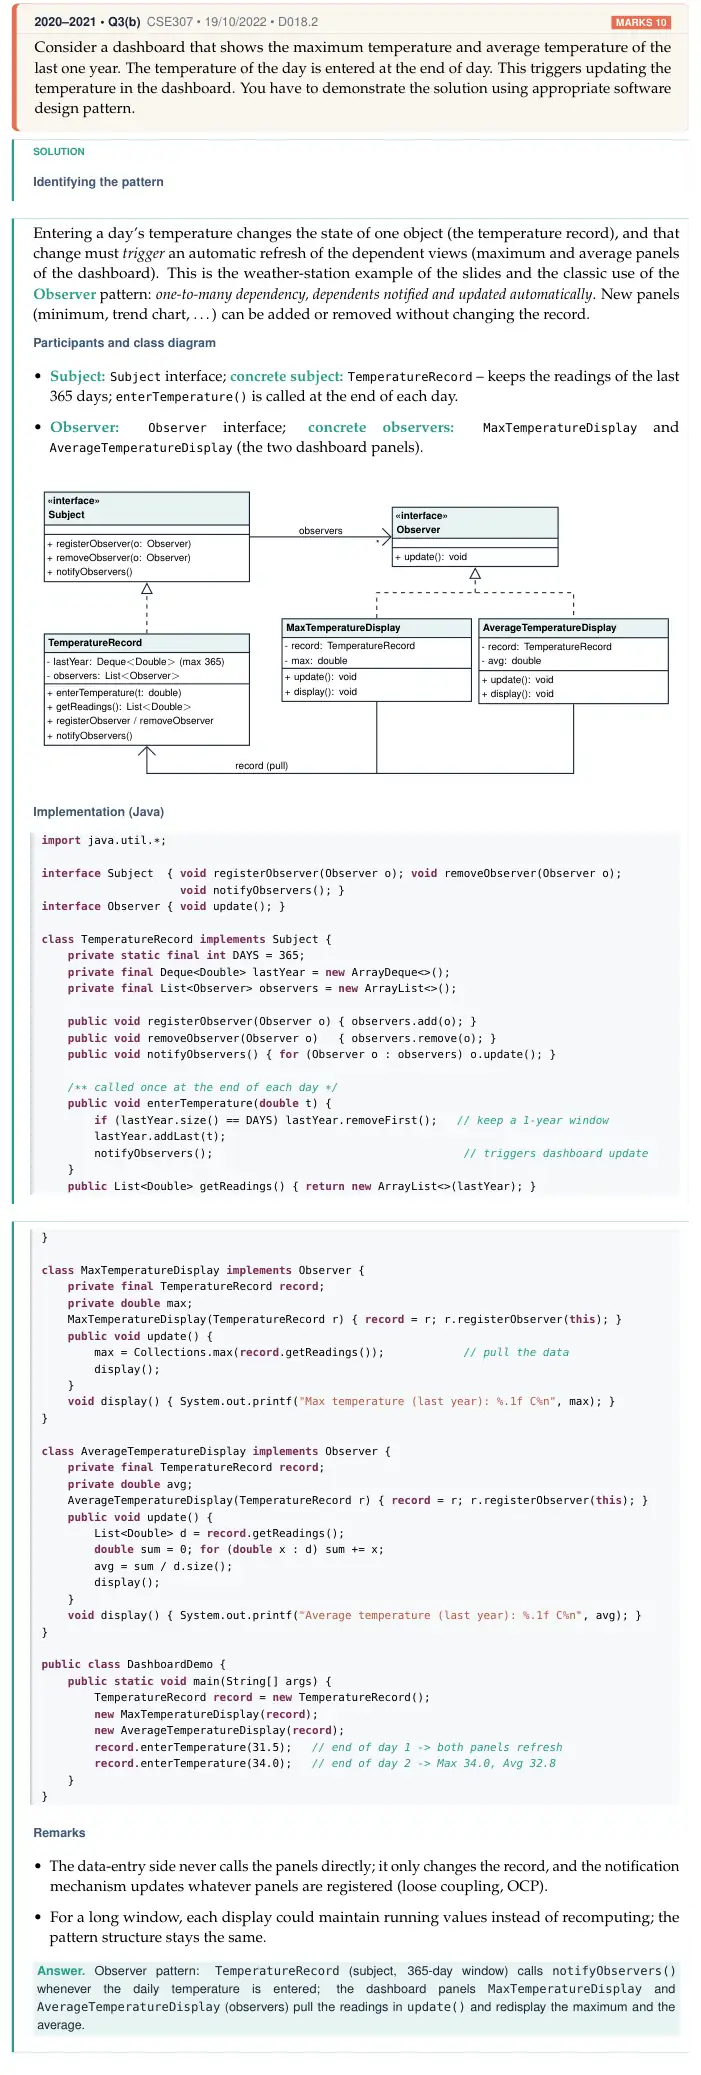 2020–2021 • Q3(b) CSE307 • 19/10/2022 • D018.2
MARKS 10
Consider a dashboard that shows the maximum temperature and average temperature of the
last one year. The temperature of the day is entered at the end of day. This triggers updating the
temperature in the dashboard. You have to demonstrate the solution using appropriate software
design pattern.
SOLUTION
Identifying the pattern
Entering a day's temperature changes the state of one object (the temperature record), and that
change must trigger an automatic refresh of the dependent views (maximum and average panels
of the dashboard). This is the weather-station example of the slides and the classic use of the
Observer pattern: one-to-many dependency, dependents notified and updated automatically. New panels
(minimum, trend chart, . . . ) can be added or removed without changing the record.
Participants and class diagram
• Subject: Subject interface; concrete subject: TemperatureRecord – keeps the readings of the last
365 days; enterTemperature() is called at the end of each day.
• Observer: Observer interface; concrete observers: MaxTemperatureDisplay and
AverageTemperatureDisplay (the two dashboard panels).
«interface»
Subject
+ registerObserver(o: Observer)
+ removeObserver(o: Observer)
+ notifyObservers()
observers
*
«interface»
Observer
+ update(): void
TemperatureRecord
- lastYear: Deque<Double> (max 365)
- observers: List<Observer>
+ enterTemperature(t: double)
+ getReadings(): List<Double>
+ registerObserver / removeObserver
+ notifyObservers()
MaxTemperatureDisplay
- record: TemperatureRecord
- max: double
+ update(): void
+ display(): void
AverageTemperatureDisplay
- record: TemperatureRecord
- avg: double
+ update(): void
+ display(): void
record (pull)
Implementation (Java)
import java.util.*;
interface Subject  { void registerObserver(Observer o); void removeObserver(Observer o);
                     void notifyObservers(); }
interface Observer { void update(); }
class TemperatureRecord implements Subject {
    private static final int DAYS = 365;
    private final Deque<Double> lastYear = new ArrayDeque<>();
    private final List<Observer> observers = new ArrayList<>();
    public void registerObserver(Observer o) { observers.add(o); }
    public void removeObserver(Observer o)   { observers.remove(o); }
    public void notifyObservers() { for (Observer o : observers) o.update(); }
    /** called once at the end of each day */
    public void enterTemperature(double t) {
        if (lastYear.size() == DAYS) lastYear.removeFirst();   // keep a 1-year window
        lastYear.addLast(t);
        notifyObservers();                                      // triggers dashboard update
    }
    public List<Double> getReadings() { return new ArrayList<>(lastYear); }
}
class MaxTemperatureDisplay implements Observer {
    private final TemperatureRecord record;
    private double max;
    MaxTemperatureDisplay(TemperatureRecord r) { record = r; r.registerObserver(this); }
    public void update() {
        max = Collections.max(record.getReadings());            // pull the data
        display();
    }
    void display() { System.out.printf("Max temperature (last year): %.1f C%n", max); }
}
class AverageTemperatureDisplay implements Observer {
    private final TemperatureRecord record;
    private double avg;
    AverageTemperatureDisplay(TemperatureRecord r) { record = r; r.registerObserver(this); }
    public void update() {
        List<Double> d = record.getReadings();
        double sum = 0; for (double x : d) sum += x;
        avg = sum / d.size();
        display();
    }
    void display() { System.out.printf("Average temperature (last year): %.1f C%n", avg); }
}
public class DashboardDemo {
    public static void main(String[] args) {
        TemperatureRecord record = new TemperatureRecord();
        new MaxTemperatureDisplay(record);
        new AverageTemperatureDisplay(record);
        record.enterTemperature(31.5);   // end of day 1 -> both panels refresh
        record.enterTemperature(34.0);   // end of day 2 -> Max 34.0, Avg 32.8
    }
}
Remarks
• The data-entry side never calls the panels directly; it only changes the record, and the notification
mechanism updates whatever panels are registered (loose coupling, OCP).
• For a long window, each display could maintain running values instead of recomputing; the
pattern structure stays the same.
Answer. Observer pattern: TemperatureRecord (subject, 365-day window) calls notifyObservers()
whenever the daily temperature is entered; the dashboard panels MaxTemperatureDisplay and
AverageTemperatureDisplay (observers) pull the readings in update() and redisplay the maximum and the
average.